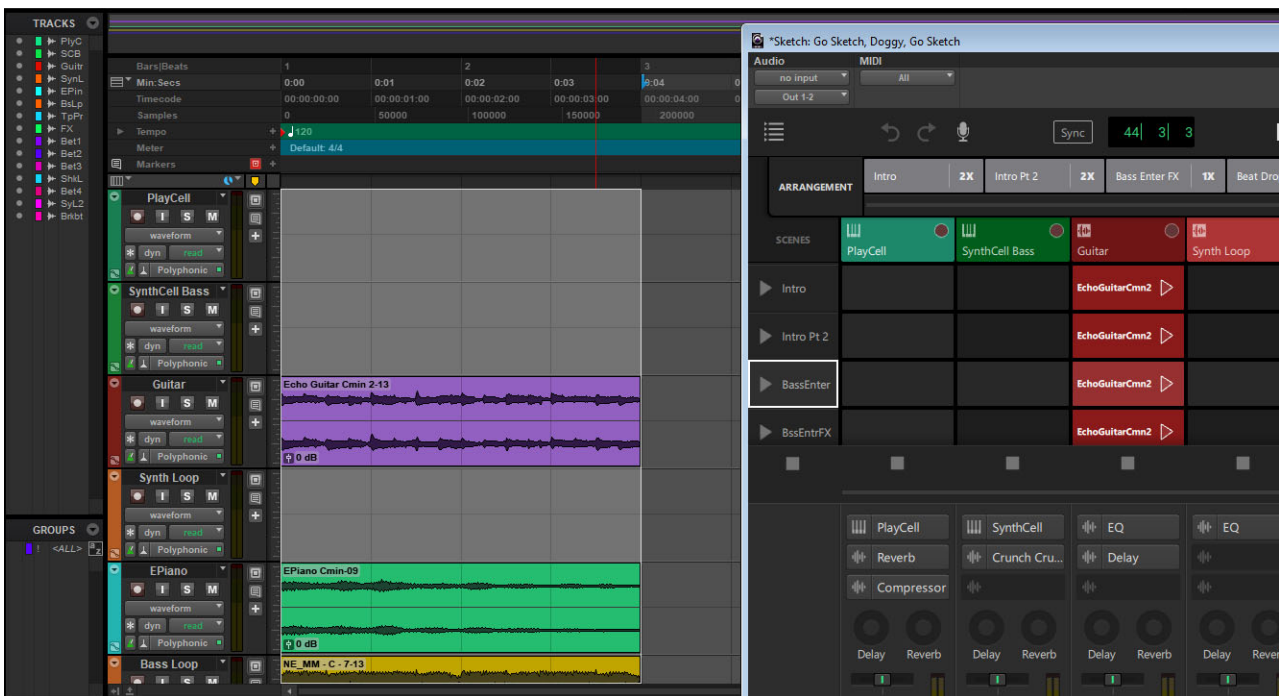 TRACKS
PlyC
SCB
Guitr
SynL
EPin
BsLp
TpPr
FX
Bet1
Bet2
Bet3
ShkL
Bet4
SyL2
Brkbt
GROUPS
! <ALL> a z
Bars|Beats 1 2 3
Min:Secs 0:00 0:01 0:02 0:03 0:04
Timecode 00:00:00:00 00:00:01:00 00:00:02:00 00:00:03:00 00:00:04:00
Samples 0 50000 100000 150000 200000
Tempo + 120
Meter + Default: 4/4
Markers +
PlayCell
I S M
waveform
dyn read
Polyphonic
SynthCell Bass
I S M
waveform
dyn read
Polyphonic
Guitar
I S M
waveform
dyn read
Polyphonic
Echo Guitar Cmin 2-13
0 dB
Synth Loop
I S M
waveform
dyn read
Polyphonic
EPiano
I S M
waveform
dyn read
Polyphonic
EPiano Cmin-09
0 dB
Bass Loop
I S M
NE_MM - C - 7-13
*Sketch: Go Sketch, Doggy, Go Sketch
Audio MIDI
no input All
Out 1-2
Sync 44| 3| 3
ARRANGEMENT Intro 2X Intro Pt 2 2X Bass Enter FX 1X Beat Dro
SCENES PlayCell SynthCell Bass Guitar Synth Loop
Intro EchoGuitarCmn2
Intro Pt 2 EchoGuitarCmn2
BassEnter EchoGuitarCmn2
BssEntrFX EchoGuitarCmn2
PlayCell SynthCell EQ EQ
Reverb Crunch Cru... Delay
Compressor
Delay Reverb Delay Reverb Delay Reverb Delay Rever